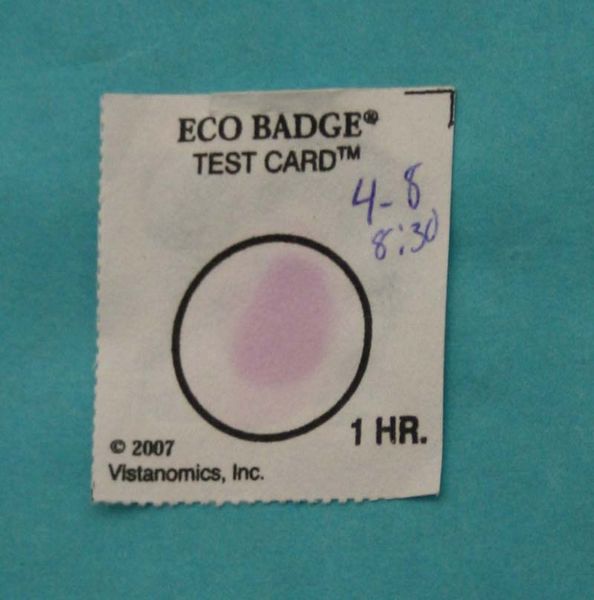 ECO BADGE®
TEST CARD™
4-8
8:30
1 HR.
© 2007
Vistanomics, Inc.